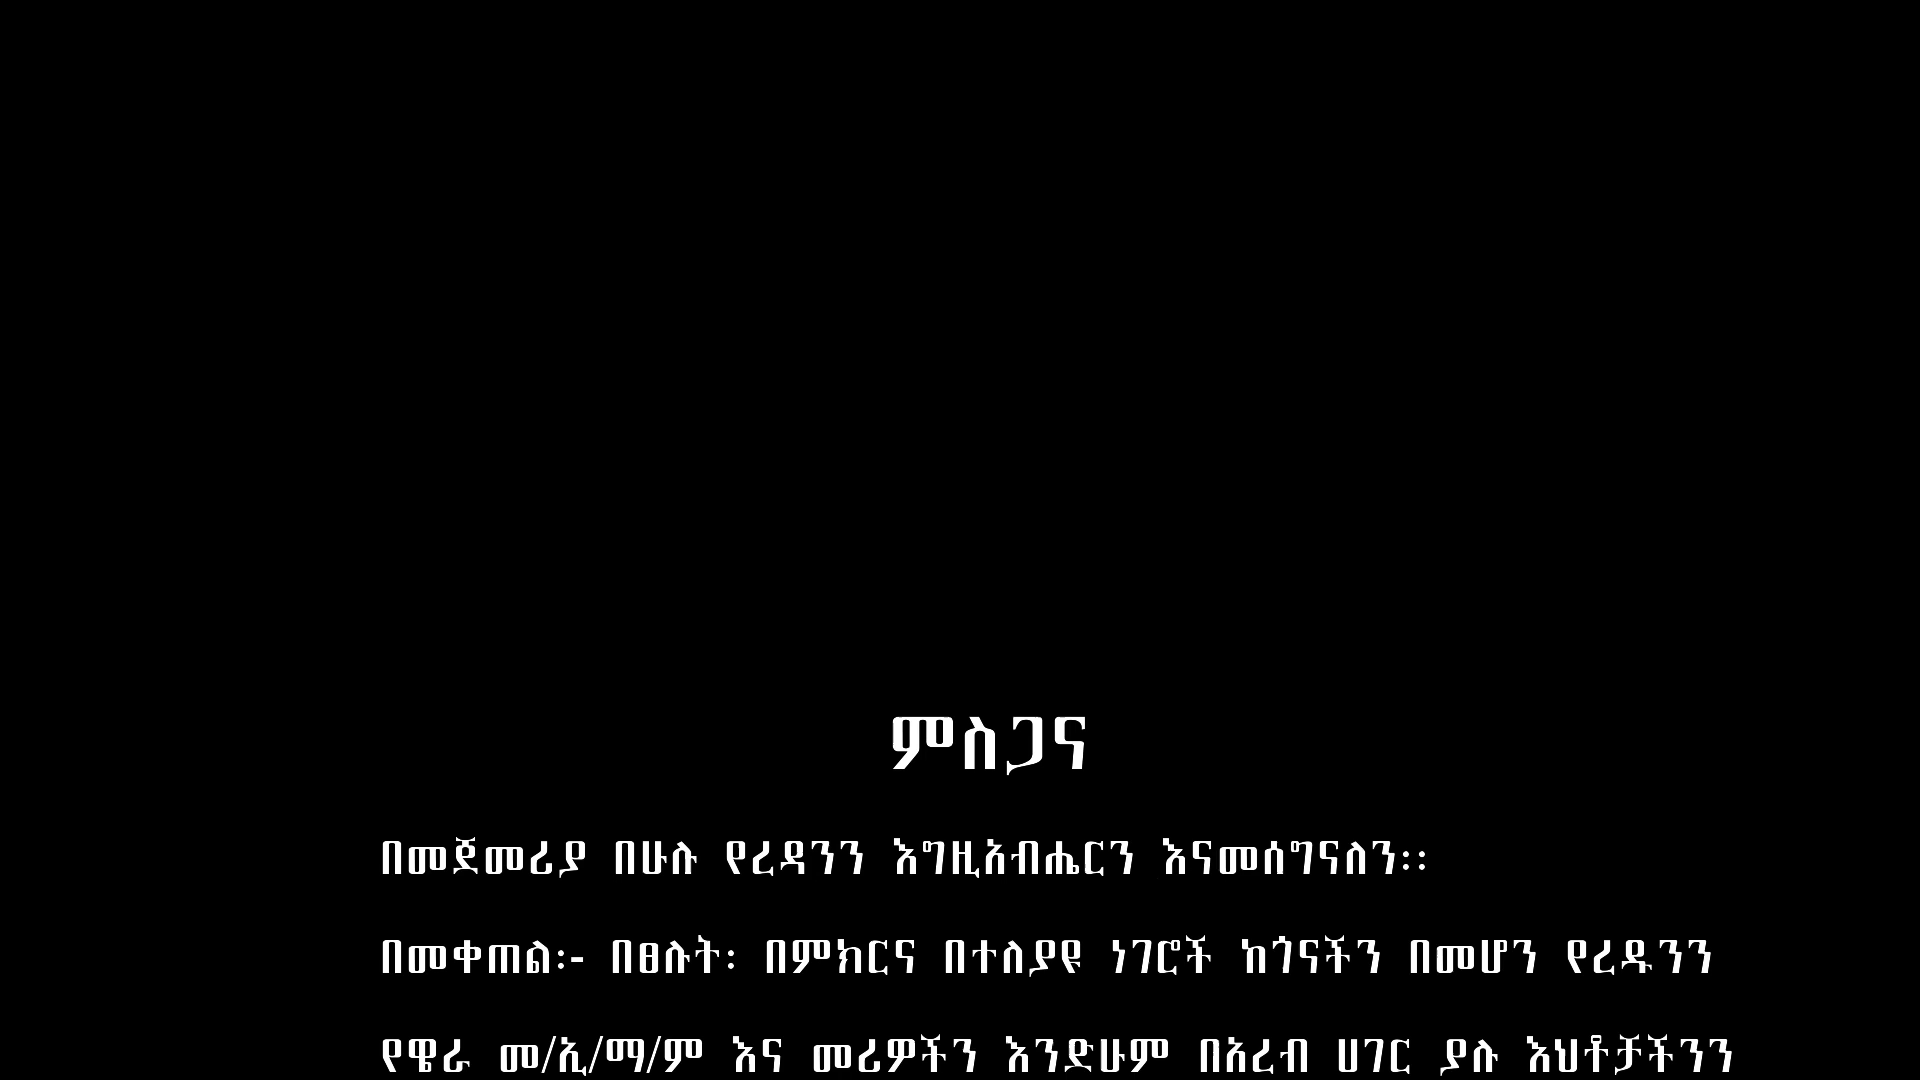 ምስጋና
በመጀመሪያ በሁሉ የረዳንን እግዚአብሔርን እናመሰግናለን፡፡
በመቀጠል፡- በፀሉት፡ በምክርና በተለያዩ ነገሮች ከጎናችን በመሆን የረዱንን
የዌራ መ/ኢ/ማ/ም እና መሪዎችን እንድሁም በአረብ ሀገር ያሉ እህቶቻችንን